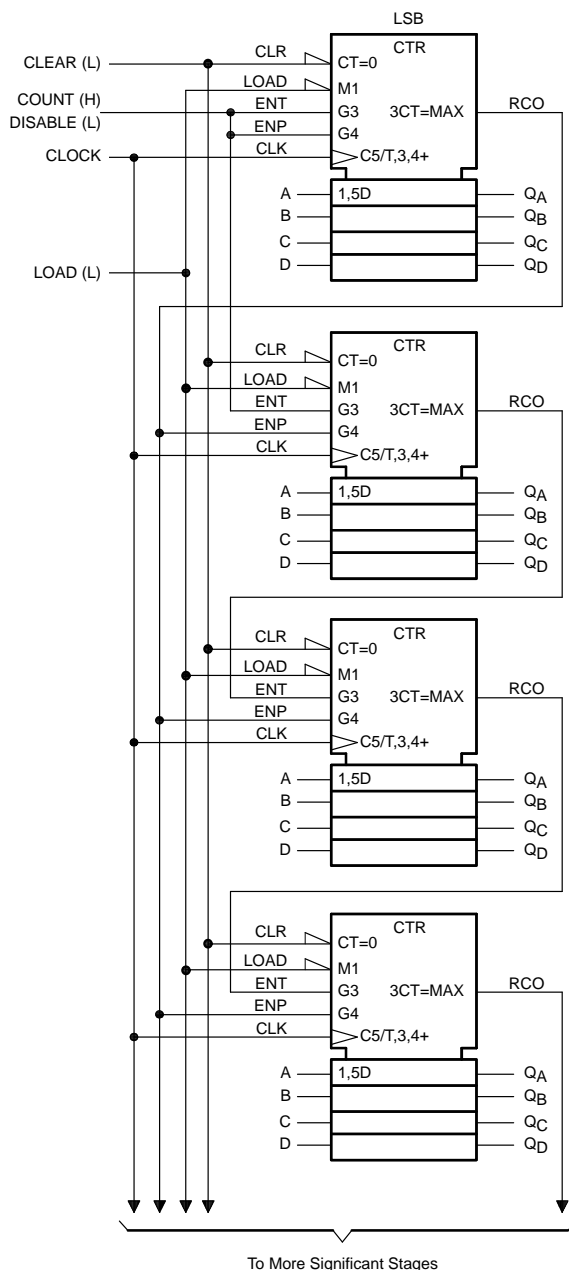 LSB
CTR
CLEAR (L)
CLR
CT=0
LOAD
M1
COUNT (H)
DISABLE (L)
ENT
G3
3CT=MAX
RCO
ENP
G4
CLOCK
CLK
C5/T,3,4+
A
1,5D
QA
B
QB
C
QC
LOAD (L)
D
QD
CTR
CLR
CT=0
LOAD
M1
ENT
G3
3CT=MAX
RCO
ENP
G4
CLK
C5/T,3,4+
A
1,5D
QA
B
QB
C
QC
D
QD
CTR
CLR
CT=0
LOAD
M1
ENT
G3
3CT=MAX
RCO
ENP
G4
CLK
C5/T,3,4+
A
1,5D
QA
B
QB
C
QC
D
QD
CTR
CLR
CT=0
LOAD
M1
ENT
G3
3CT=MAX
RCO
ENP
G4
CLK
C5/T,3,4+
A
1,5D
QA
B
QB
C
QC
D
QD
To More Significant Stages